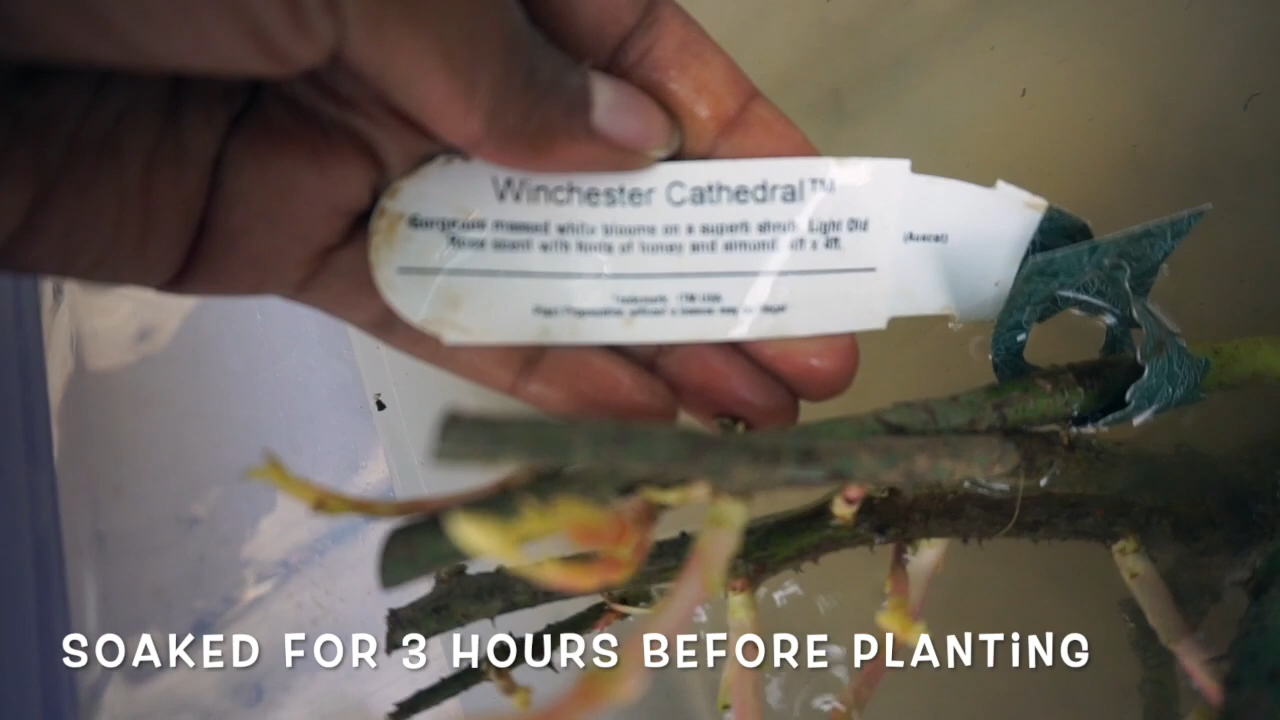 Winchester Cathedral™
Gorgeous massed white blooms on a superb shrub. Light Old
Rose scent with hints of honey and almond. 4ft x 4ft.
(Auscat)
SOAKED FOR 3 HOURS BEFORE PLANTING